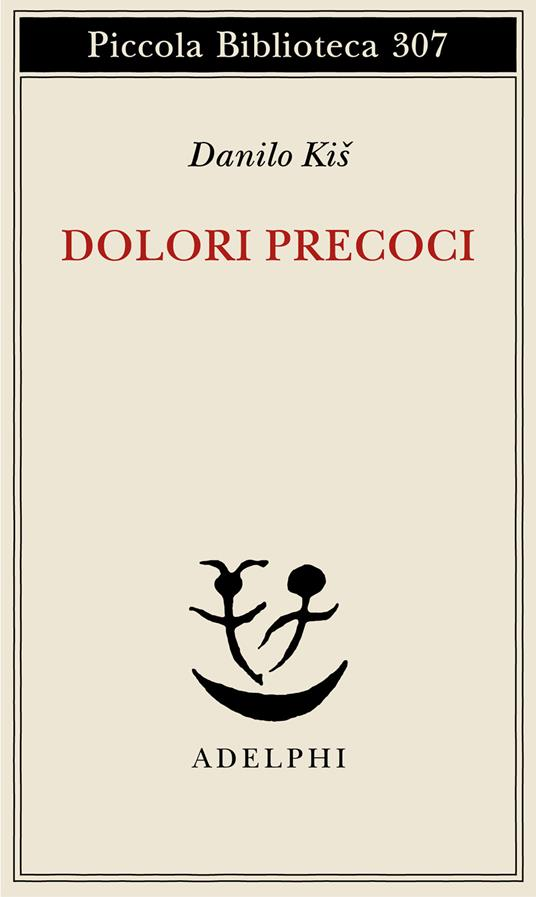 Piccola Biblioteca 307
Danilo Kiš
DOLORI PRECOCI
ADELPHI